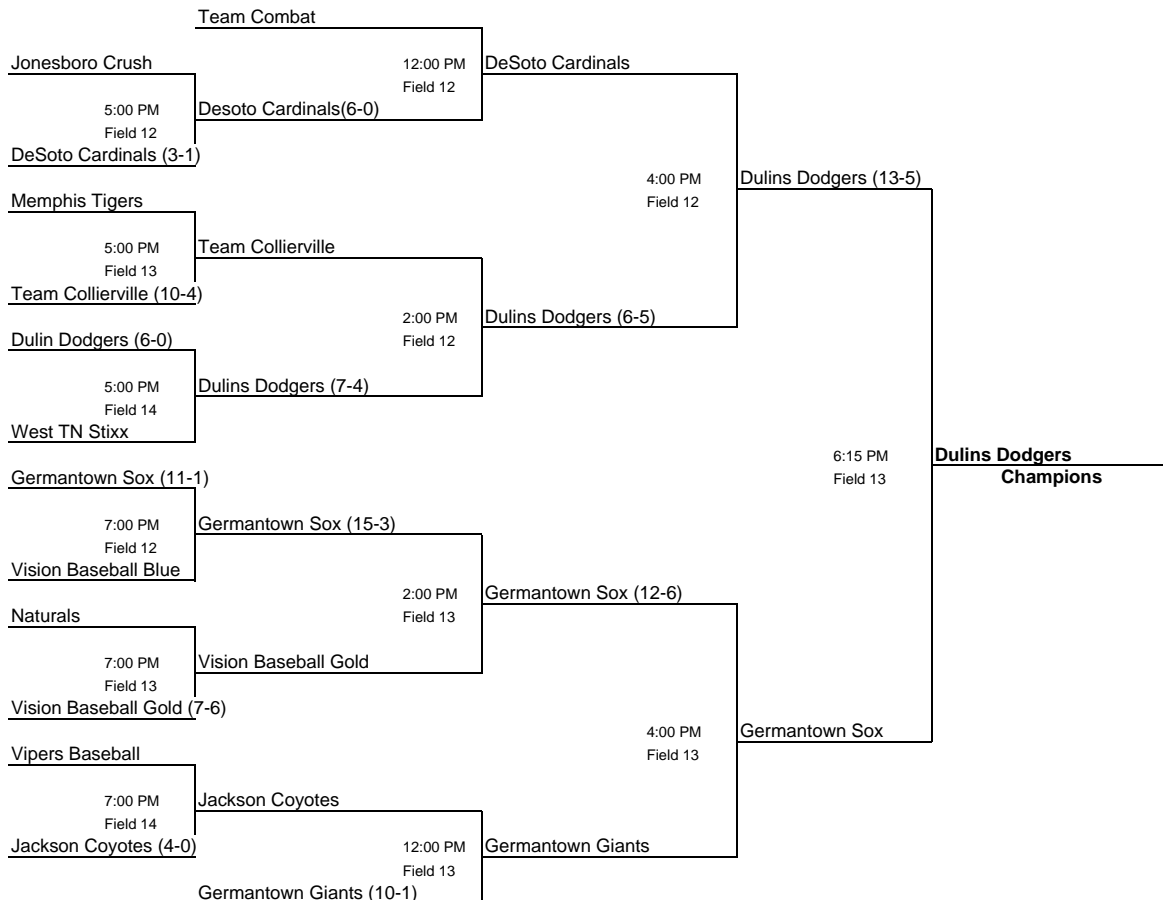 Team Combat
Jonesboro Crush
12:00 PM
DeSoto Cardinals
Field 12
5:00 PM
Desoto Cardinals(6-0)
Field 12
DeSoto Cardinals (3-1)
4:00 PM
Dulins Dodgers (13-5)
Memphis Tigers
Field 12
5:00 PM
Team Collierville
Field 13
Team Collierville (10-4)
2:00 PM
Dulins Dodgers (6-5)
Dulin Dodgers (6-0)
Field 12
5:00 PM
Dulins Dodgers (7-4)
Field 14
West TN Stixx
6:15 PM
Dulins Dodgers
Germantown Sox (11-1)
Field 13
Champions
7:00 PM
Germantown Sox (15-3)
Field 12
Vision Baseball Blue
2:00 PM
Germantown Sox (12-6)
Naturals
Field 13
7:00 PM
Vision Baseball Gold
Field 13
Vision Baseball Gold (7-6)
4:00 PM
Germantown Sox
Vipers Baseball
Field 13
7:00 PM
Jackson Coyotes
Field 14
Jackson Coyotes (4-0)
12:00 PM
Germantown Giants
Field 13
Germantown Giants (10-1)